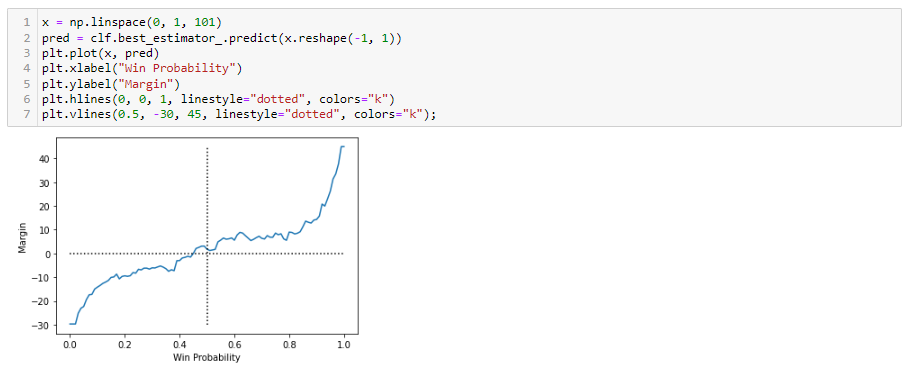 1 x = np.linspace(0, 1, 101)
2 pred = clf.best_estimator_.predict(x.reshape(-1, 1))
3 plt.plot(x, pred)
4 plt.xlabel("Win Probability")
5 plt.ylabel("Margin")
6 plt.hlines(0, 0, 1, linestyle="dotted", colors="k")
7 plt.vlines(0.5, -30, 45, linestyle="dotted", colors="k");
40
30
20
10
0
−10
−20
−30
Margin
0.0 0.2 0.4 0.6 0.8 1.0
Win Probability